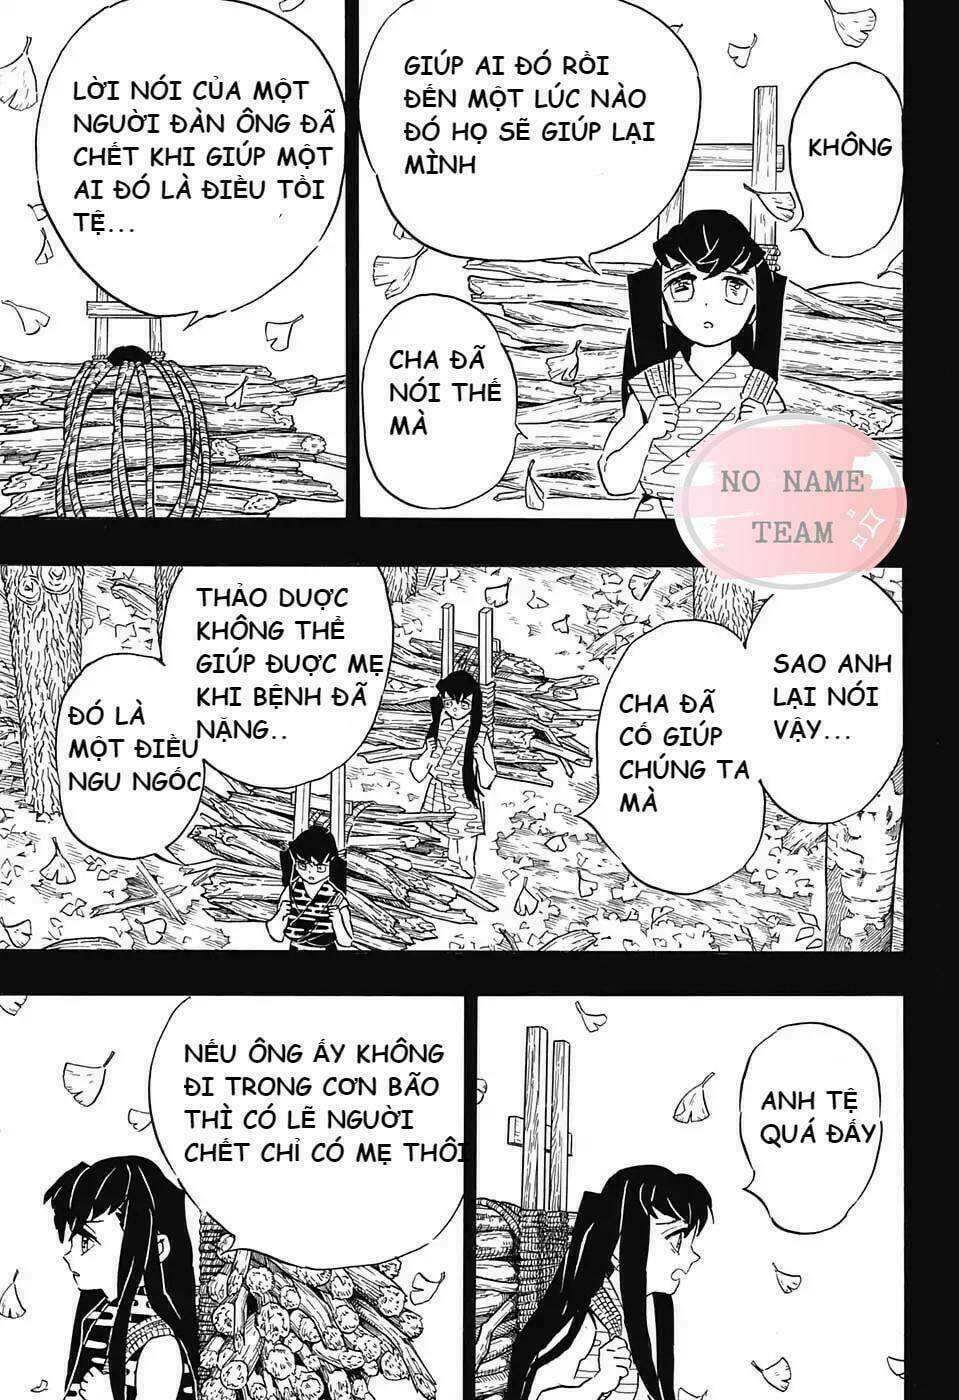 KHÔNG
GIÚP AI ĐÓ RỒI
ĐẾN MỘT LÚC NÀO
ĐÓ HỌ SẼ GIÚP LẠI
MÌNH
CHA ĐÃ
NÓI THẾ
MÀ
LỜI NÓI CỦA MỘT
NGUỜI ĐÀN ÔNG ĐÃ
CHẾT KHI GIÚP MỘT
AI ĐÓ LÀ ĐIỀU TỒI
TỆ...
NO NAME
TEAM
SAO ANH
LẠI NÓI
VẬY...
CHA ĐÃ
CỐ GIÚP
CHÚNG TA
MÀ
THẢO DUỢC
KHÔNG THỂ
GIÚP ĐUỢC MẸ
KHI BỆNH ĐÃ
NẶNG..
ĐÓ LÀ
MỘT ĐIỀU
NGU NGỐC
ANH TỆ
QUÁ ĐẤY
NẾU ÔNG ẤY KHÔNG
ĐI TRONG CƠN BÃO
THÌ CÓ LẼ NGUỜI
CHẾT CHỈ CÓ MẸ THÔI